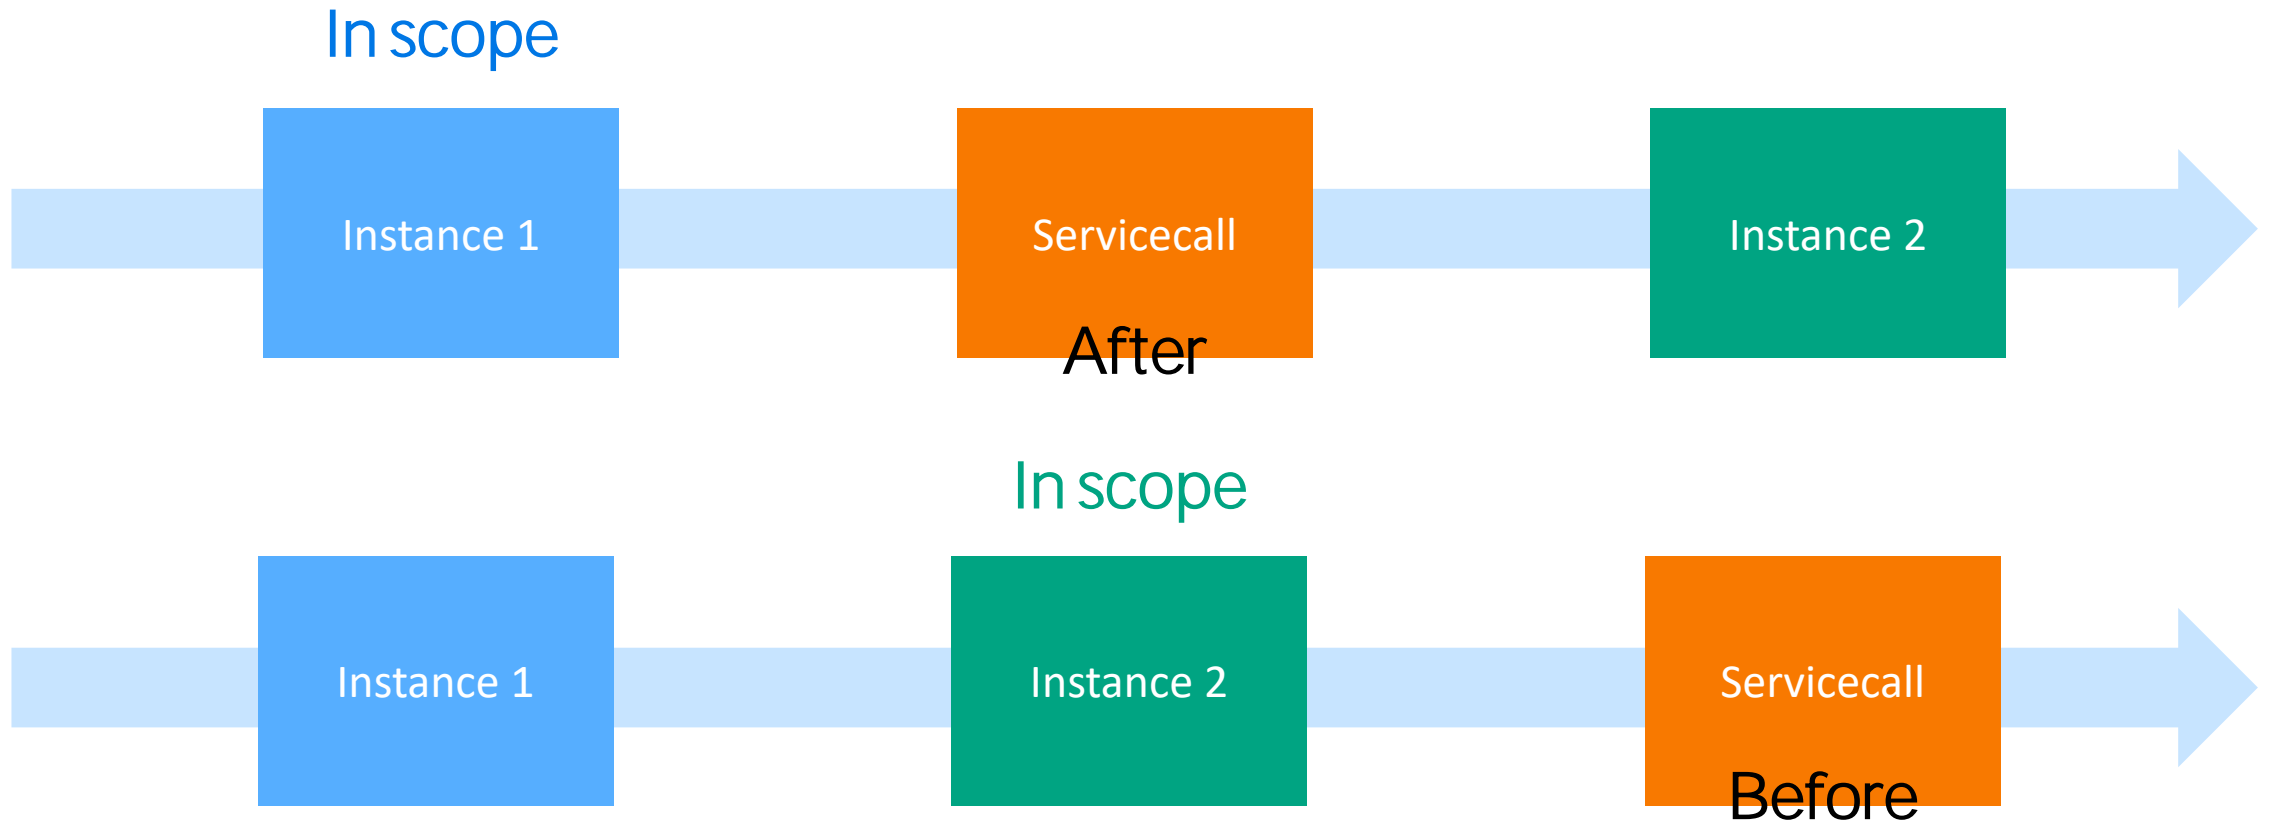 In scope
Instance 1
Servicecall
Instance 2
After
In scope
Instance 1
Instance 2
Servicecall
Before